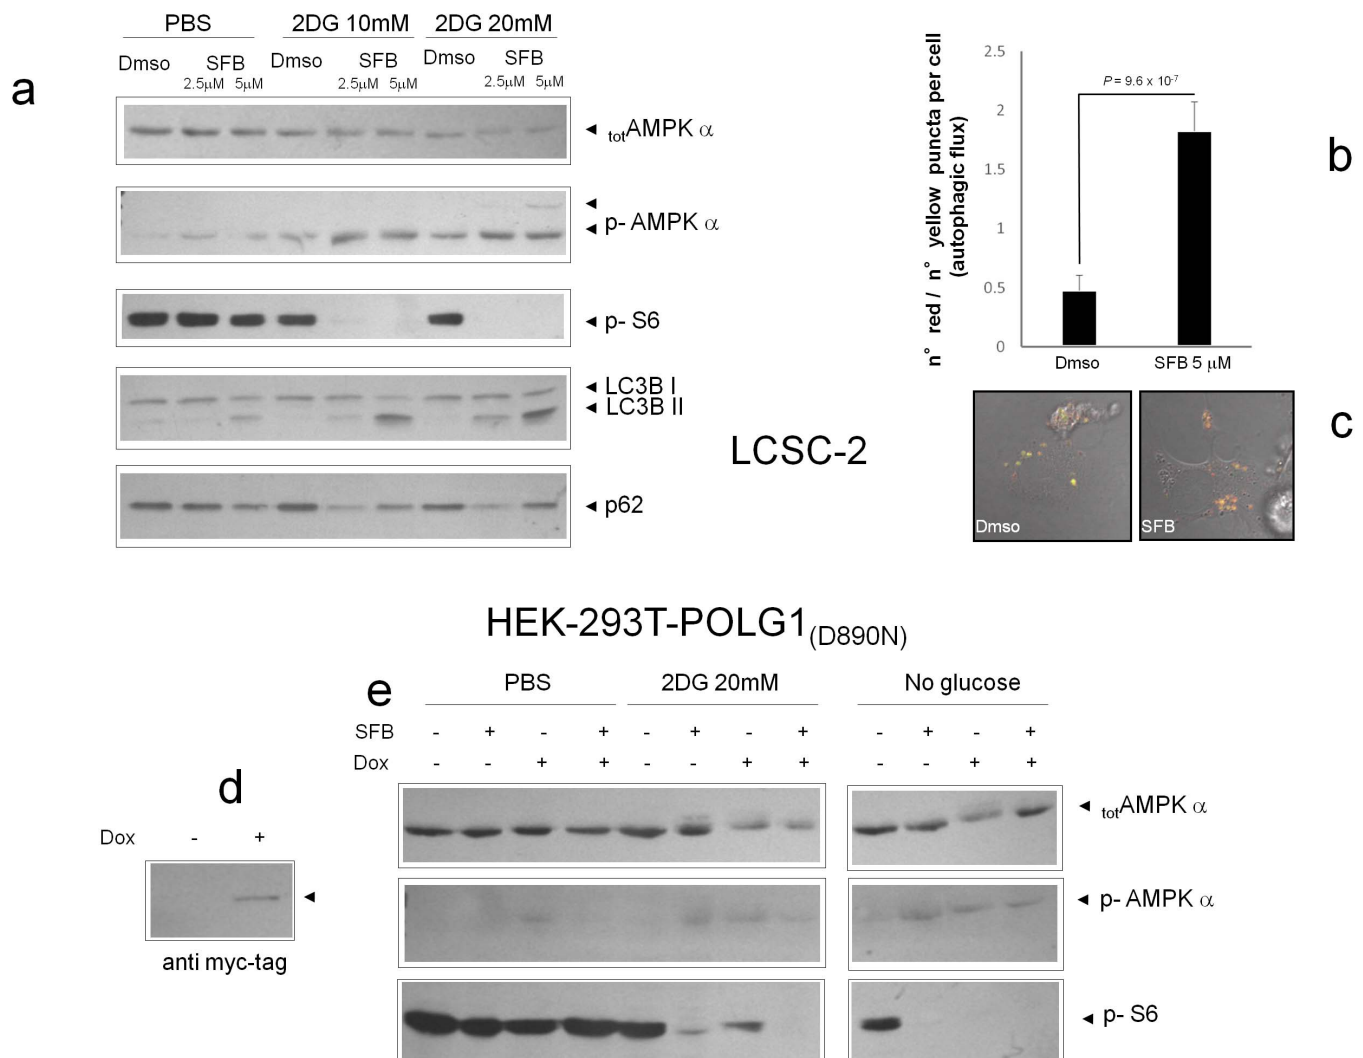 a
PBS 2DG 10mM 2DG 20mM
Dmso SFB Dmso SFB Dmso SFB
2.5µM 5µM 2.5µM 5µM 2.5µM 5µM
totAMPK α
p- AMPK α
p- S6
LC3B I
LC3B II
p62
LCSC-2
b
n° red / n° yellow puncta per cell
(autophagic flux)
2.5
2
1.5
1
0.5
0
P = 9.6 x 10-7
Dmso SFB 5 µM
c
Dmso SFB
HEK-293T-POLG1(D890N)
d
Dox - +
anti myc-tag
e
PBS 2DG 20mM No glucose
SFB - + - + - + - + - + - +
Dox - - + + - - + + - - + +
totAMPK α
p- AMPK α
p- S6